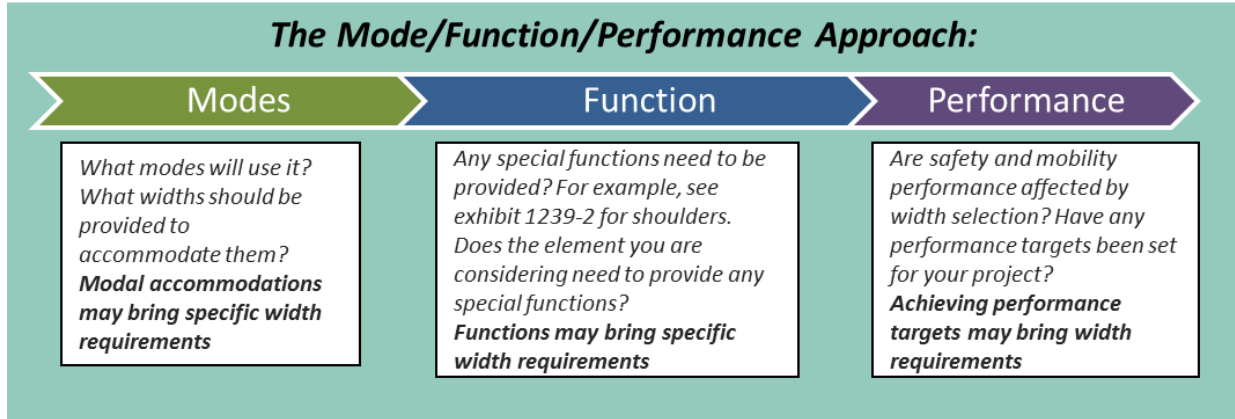 The Mode/Function/Performance Approach:
Modes
Function
Performance
What modes will use it?
What widths should be
provided to
accommodate them?
Modal accommodations
may bring specific width
requirements
Any special functions need to be
provided? For example, see
exhibit 1239-2 for shoulders.
Does the element you are
considering need to provide any
special functions?
Functions may bring specific
width requirements
Are safety and mobility
performance affected by
width selection? Have any
performance targets been set
for your project?
Achieving performance
targets may bring width
requirements